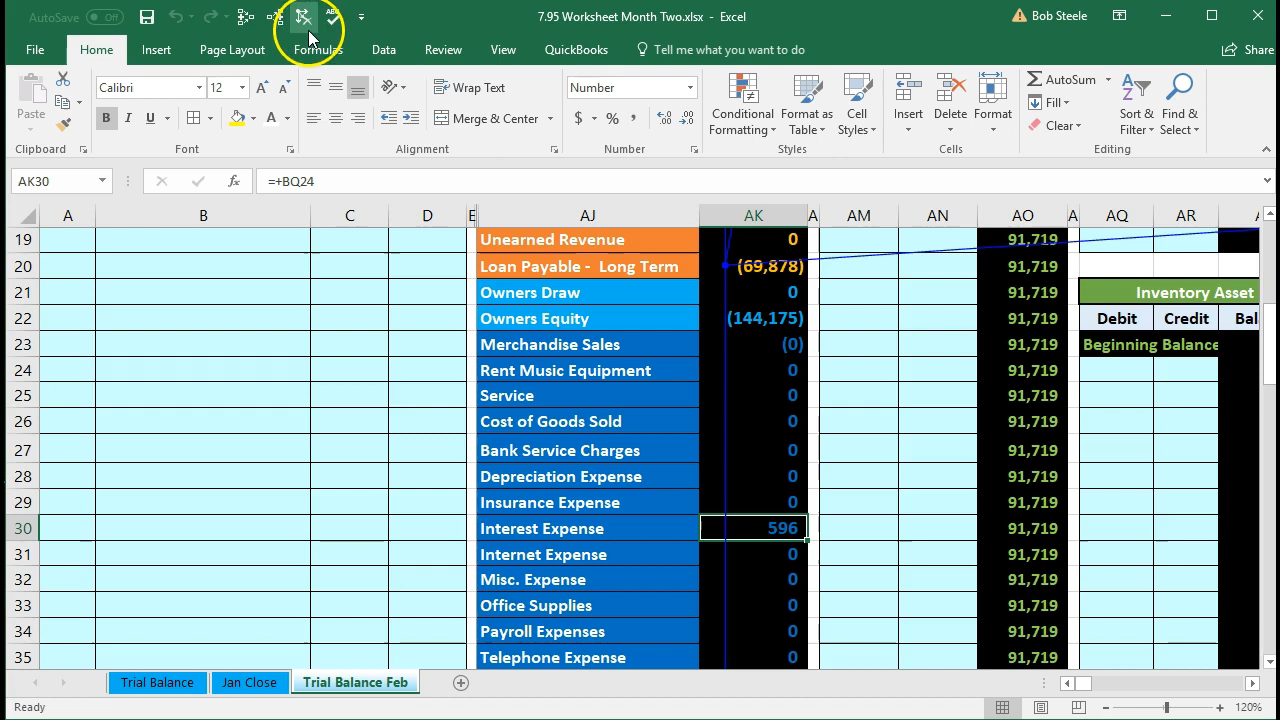 AutoSave Off 7.95 Worksheet Month Two.xlsx - Excel Bob Steele
File Home Insert Page Layout Formulas Data Review View QuickBooks Tell me what you want to do Share
Paste Calibri 12 Wrap Text Number AutoSum
Merge & Center $ % , Conditional Formatting Format as Table Cell Styles Insert Delete Format Fill Clear Sort & Filter Find & Select
B I U A
Clipboard Font Alignment Number Styles Cells Editing
AK30 fx =+BQ24
A B C D E AJ AK A AM AN AO A AQ AR
19 Unearned Revenue 0 91,719
20 Loan Payable - Long Term (69,878) 91,719
21 Owners Draw 0 91,719 Inventory Asset
22 Owners Equity (144,175) 91,719 Debit Credit Bal
23 Merchandise Sales (0) 91,719 Beginning Balance
24 Rent Music Equipment 0 91,719
25 Service 0 91,719
26 Cost of Goods Sold 0 91,719
27 Bank Service Charges 0 91,719
28 Depreciation Expense 0 91,719
29 Insurance Expense 0 91,719
30 Interest Expense 596 91,719
31 Internet Expense 0 91,719
32 Misc. Expense 0 91,719
33 Office Supplies 0 91,719
34 Payroll Expenses 0 91,719
35 Telephone Expense 0 91,719
Trial Balance Jan Close Trial Balance Feb
Ready 120%